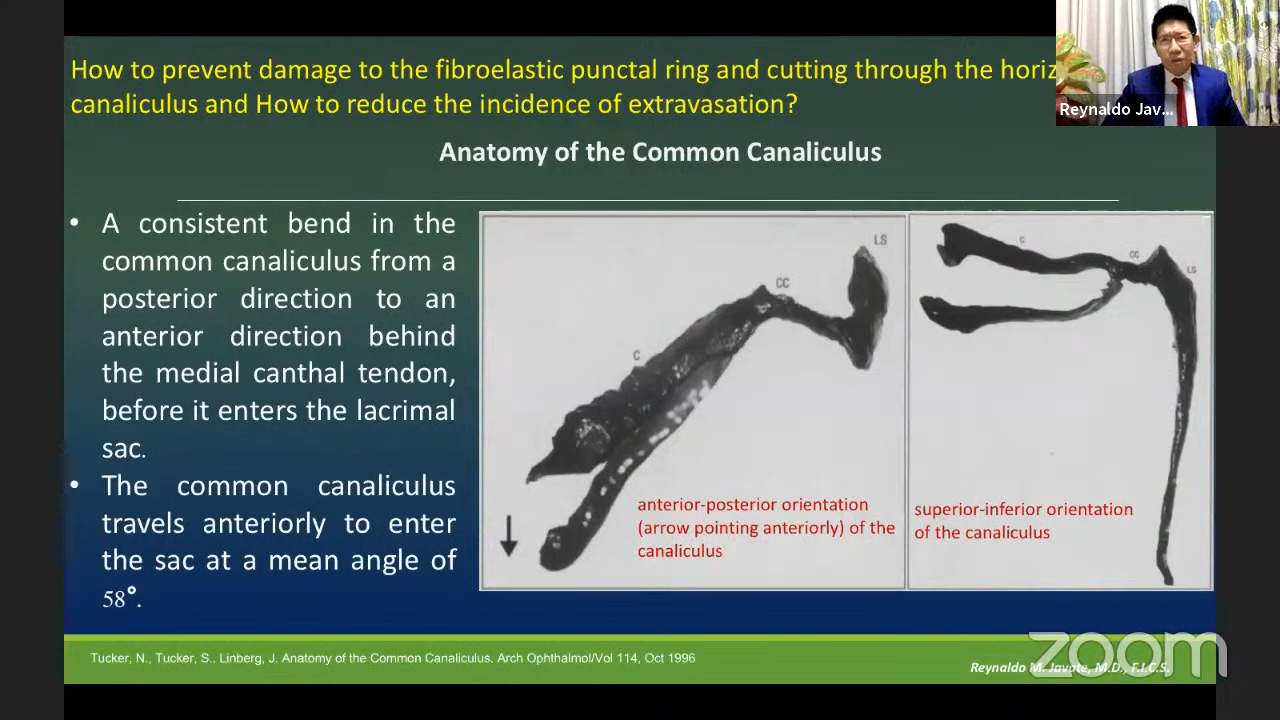 How to prevent damage to the fibroelastic punctal ring and cutting through the
canaliculus and How to reduce the incidence of extravasation?
Reynaldo Jav...
Anatomy of the Common Canaliculus
• A consistent bend in the
common canaliculus from a
posterior direction to an
anterior direction behind
the medial canthal tendon,
before it enters the lacrimal
sac.
• The common canaliculus
travels anteriorly to enter
the sac at a mean angle of
58°.
LS
CC
C
anterior-posterior orientation
(arrow pointing anteriorly) of the
canaliculus
C
CC
LS
superior-inferior orientation
of the canaliculus
Tucker, N., Tucker, S., Linberg, J. Anatomy of the Common Canaliculus. Arch Ophthalmol/Vol 114, Oct 1996
Reynaldo M. Javate, M.D., F.I.C.S.
zoom